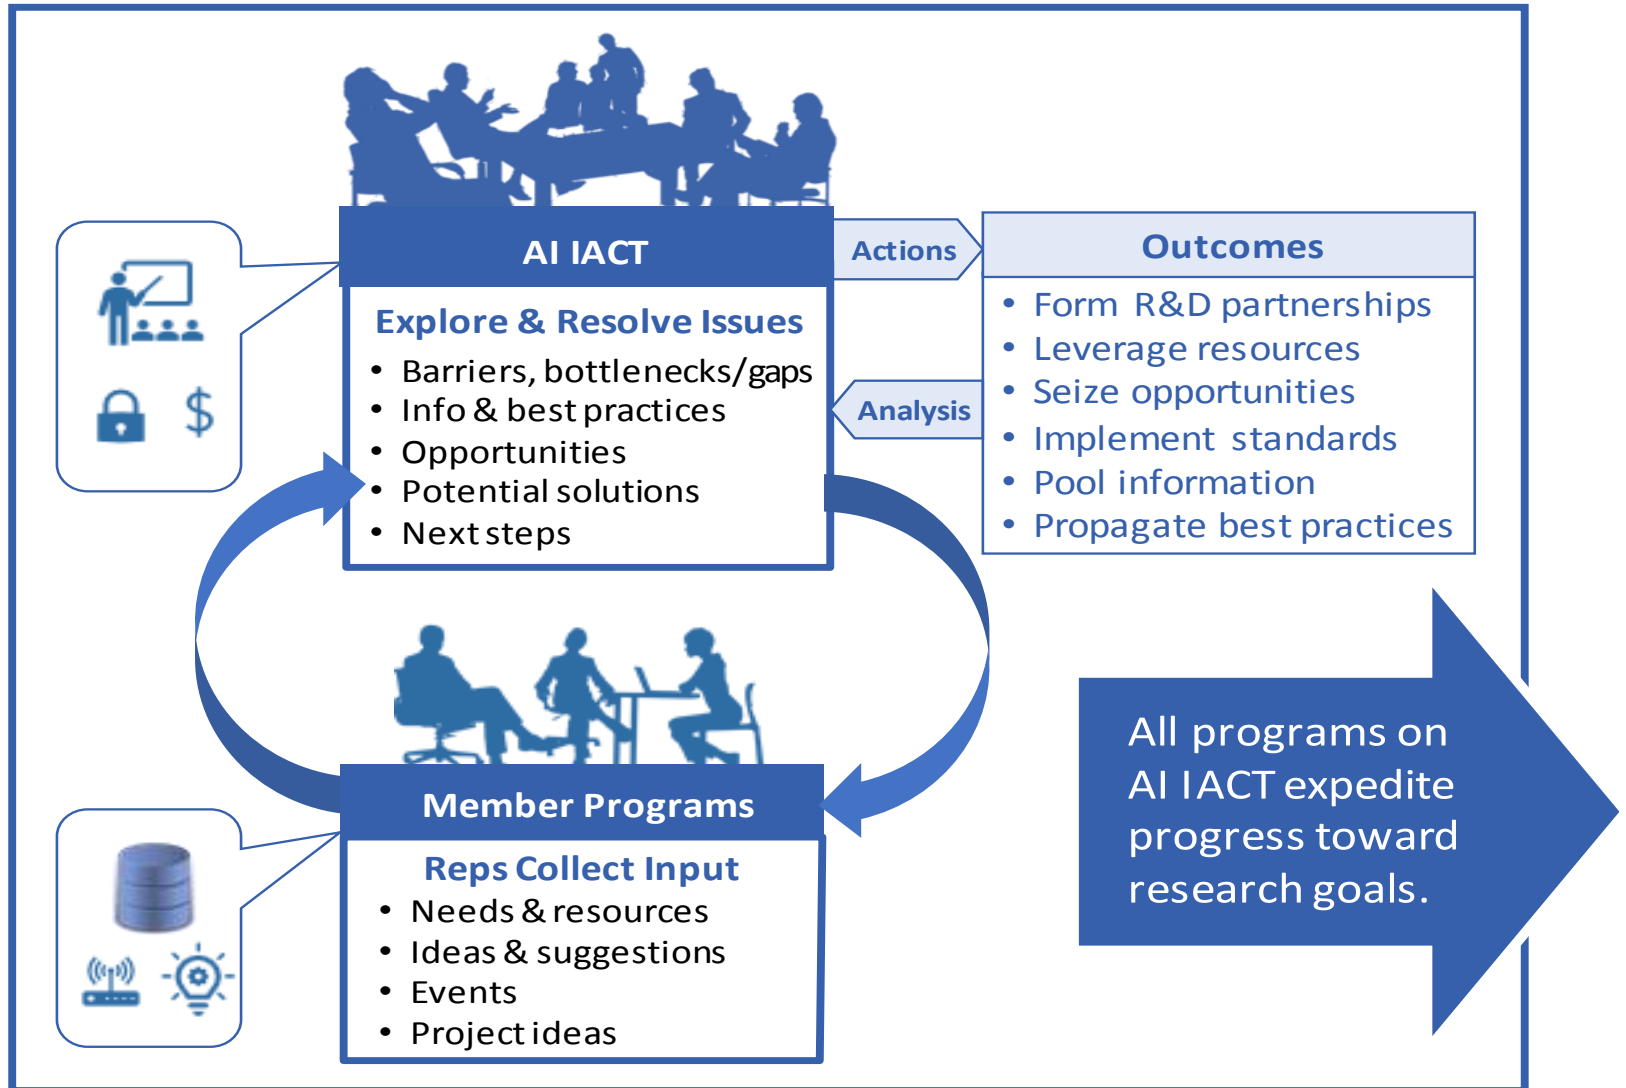 AI IACT
Explore & Resolve Issues
• Barriers, bottlenecks/gaps
• Info & best practices
• Opportunities
• Potential solutions
• Next steps
Actions
Analysis
Outcomes
• Form R&D partnerships
• Leverage resources
• Seize opportunities
• Implement standards
• Pool information
• Propagate best practices
$
Member Programs
Reps Collect Input
• Needs & resources
• Ideas & suggestions
• Events
• Project ideas
All programs on
AI IACT expedite
progress toward
research goals.